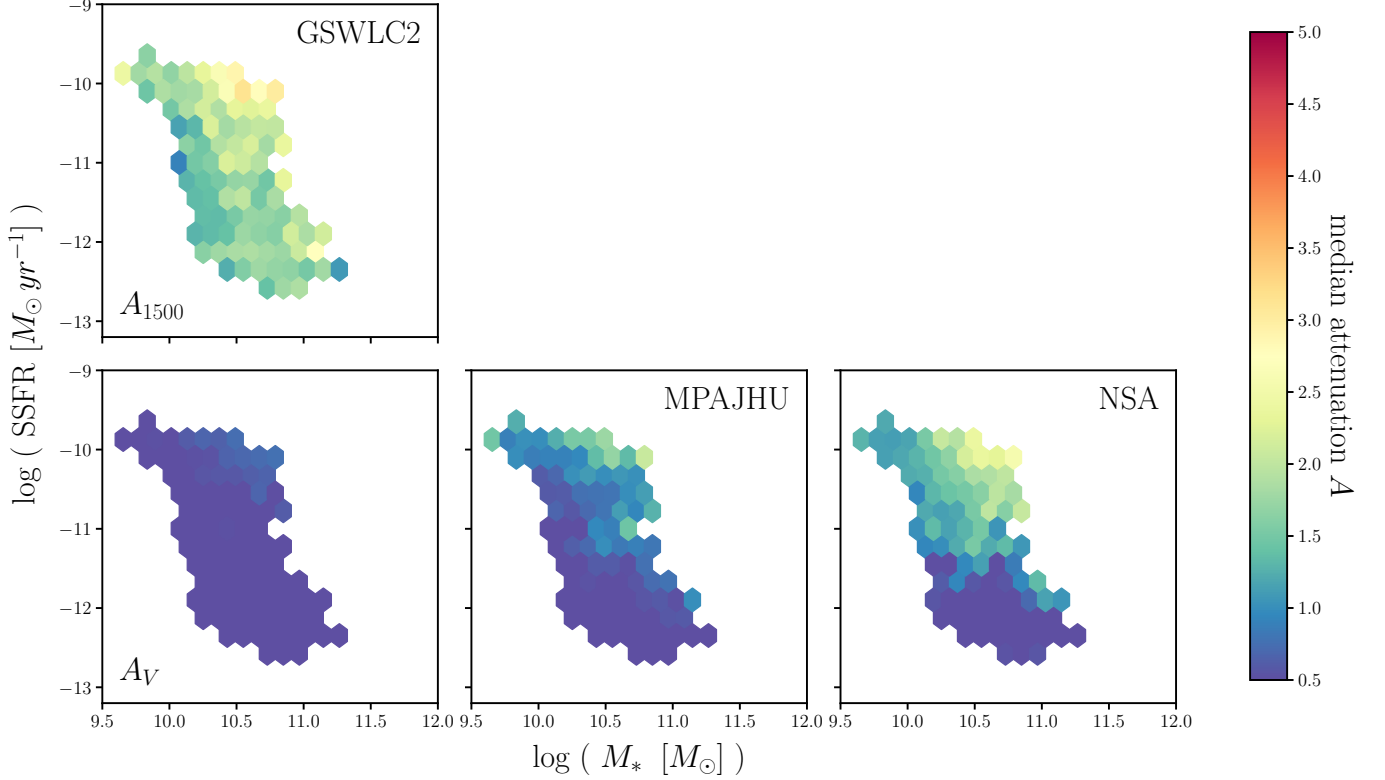 −9
GSWLC2
−10
−11
−12
A₁₅₀₀
−13
5.0
4.5
4.0
3.5
3.0
2.5
2.0
1.5
1.0
0.5
median attenuation A
log ( SSFR [M⊙ yr⁻¹] )
−9
MPAJHU
NSA
−10
−11
−12
A_V
−13
9.5 10.0 10.5 11.0 11.5 12.0 9.5 10.0 10.5 11.0 11.5 12.0 9.5 10.0 10.5 11.0 11.5 12.0
log ( M∗ [M⊙] )